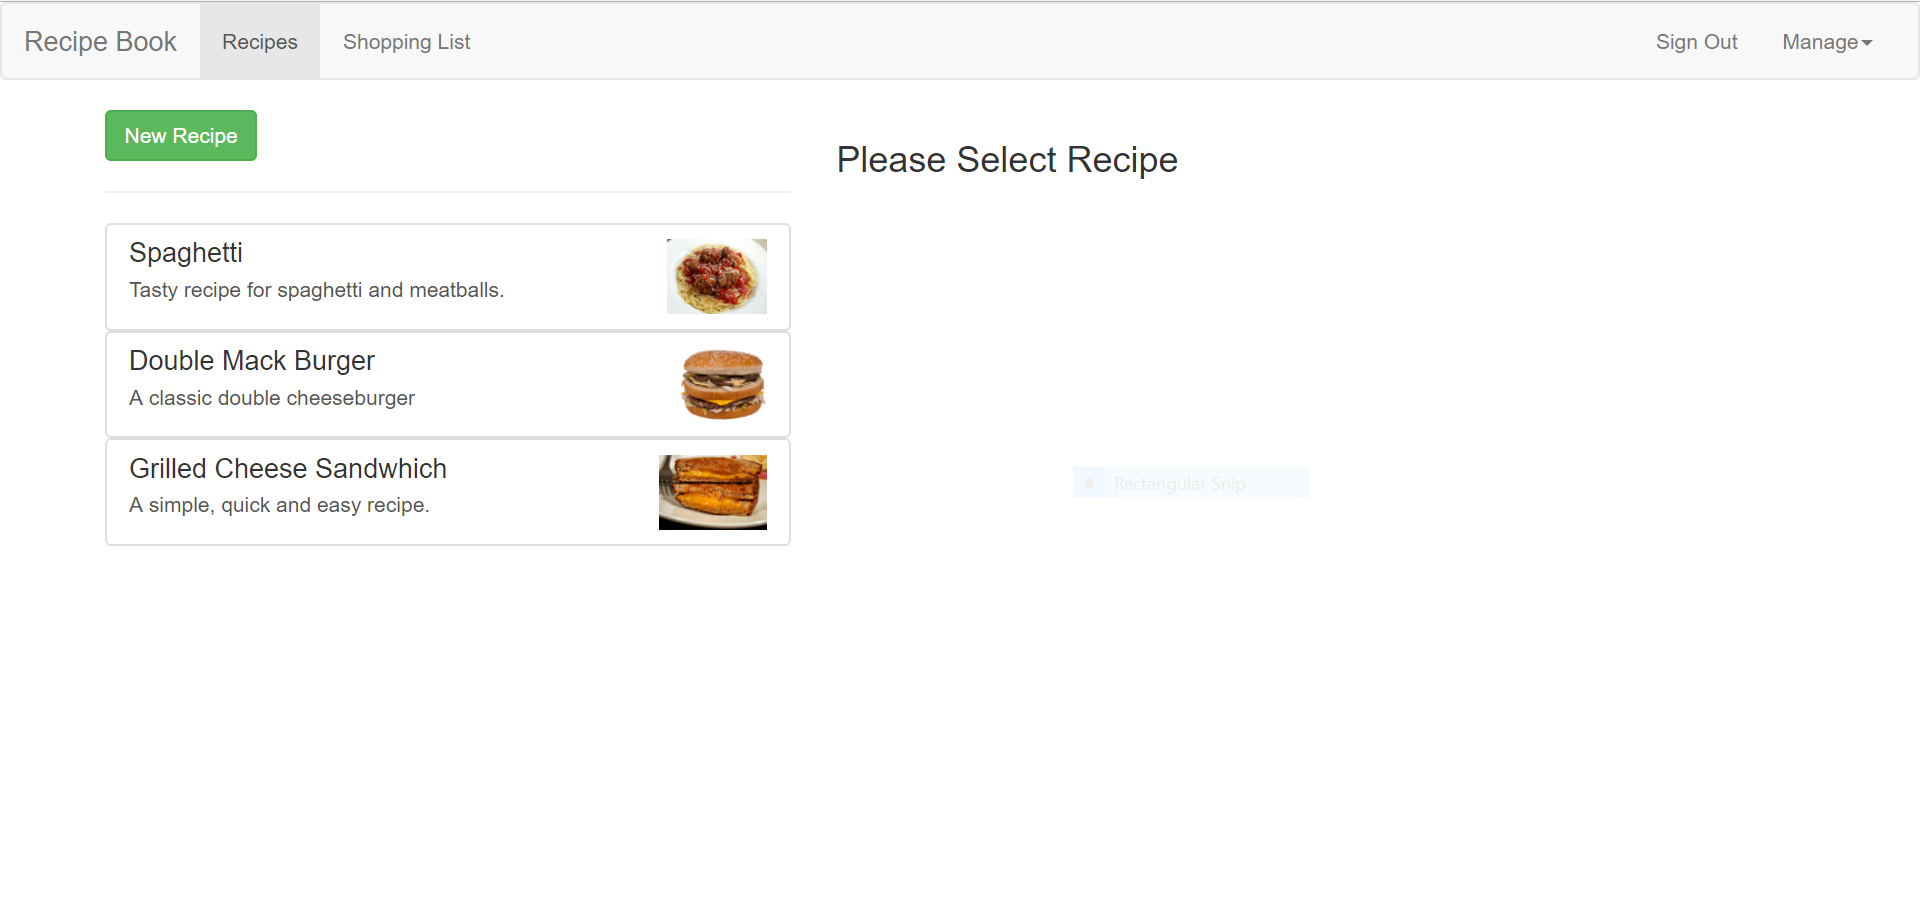 Recipe Book
Recipes
Shopping List
Sign Out
Manage
New Recipe
Please Select Recipe
Spaghetti
Tasty recipe for spaghetti and meatballs.
Double Mack Burger
A classic double cheeseburger
Grilled Cheese Sandwhich
A simple, quick and easy recipe.
Rectangular Snip